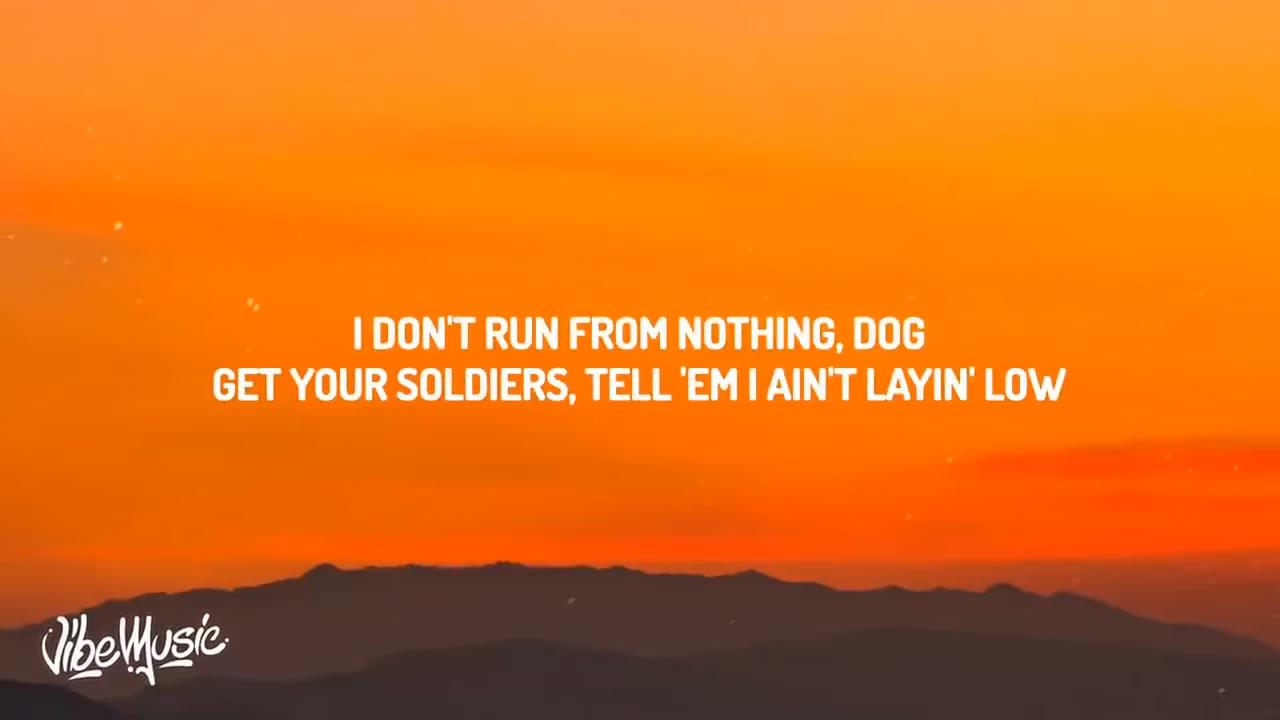 I DON'T RUN FROM NOTHING, DOG
GET YOUR SOLDIERS, TELL 'EM I AIN'T LAYIN' LOW
VibeMusic